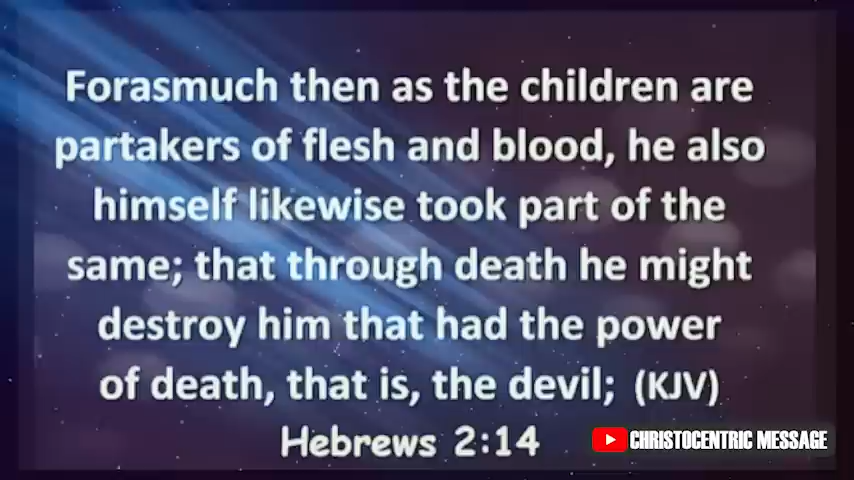 Forasmuch then as the children are
partakers of flesh and blood, he also
himself likewise took part of the
same; that through death he might
destroy him that had the power
of death, that is, the devil; (KJV)
Hebrews 2:14
CHRISTOCENTRIC MESSAGE